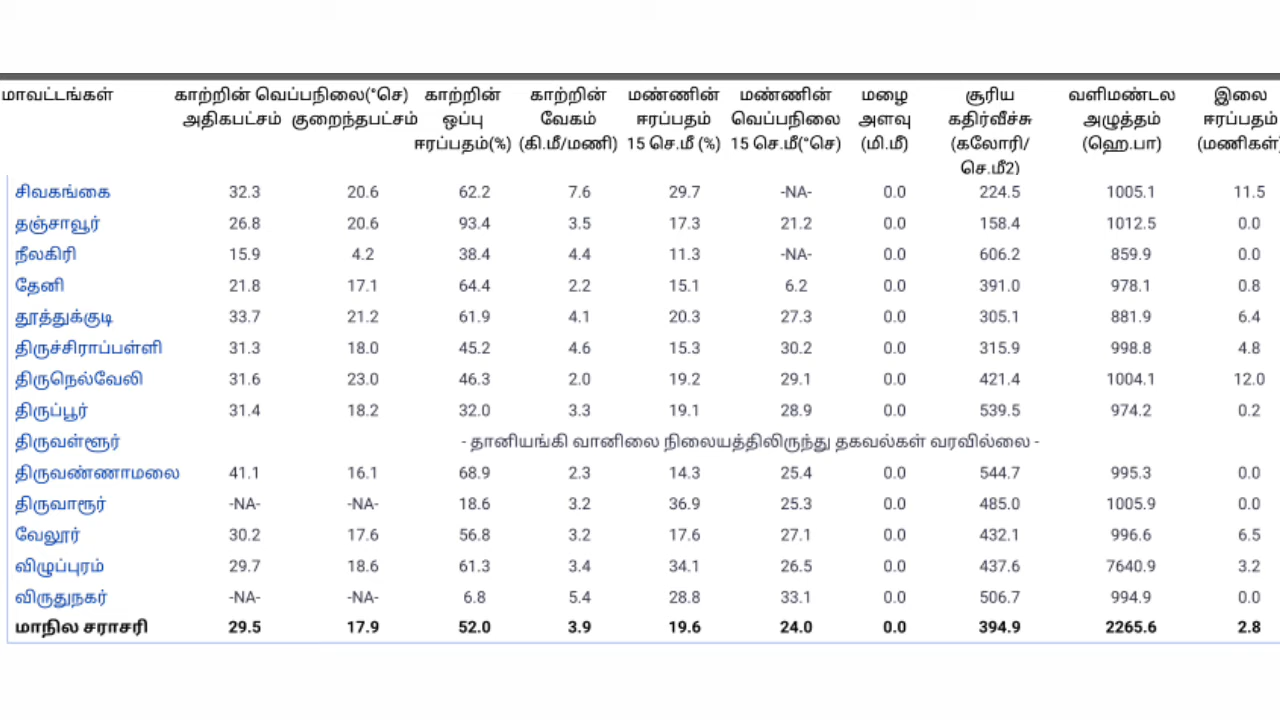 மாவட்டங்கள் காற்றின் வெப்பநிலை(°செ) காற்றின் காற்றின் மண்ணின் மண்ணின் மழை சூரிய வளிமண்டல இலை
அதிகபட்சம் குறைந்தபட்சம் ஒப்பு வேகம் ஈரப்பதம் வெப்பநிலை அளவு கதிர்வீச்சு அழுத்தம் ஈரப்பதம்
ஈரப்பதம்(%) (கி.மீ/மணி) 15 செ.மீ (%) 15 செ.மீ(°செ) (மி.மீ) (கலோரி/ (ஹெ.பா) (மணிகள்)
செ.மீ2)
சிவகங்கை 32.3 20.6 62.2 7.6 29.7 -NA- 0.0 224.5 1005.1 11.5
தஞ்சாவூர் 26.8 20.6 93.4 3.5 17.3 21.2 0.0 158.4 1012.5 0.0
நீலகிரி 15.9 4.2 38.4 4.4 11.3 -NA- 0.0 606.2 859.9 0.0
தேனி 21.8 17.1 64.4 2.2 15.1 6.2 0.0 391.0 978.1 0.8
தூத்துக்குடி 33.7 21.2 61.9 4.1 20.3 27.3 0.0 305.1 881.9 6.4
திருச்சிராப்பள்ளி 31.3 18.0 45.2 4.6 15.3 30.2 0.0 315.9 998.8 4.8
திருநெல்வேலி 31.6 23.0 46.3 2.0 19.2 29.1 0.0 421.4 1004.1 12.0
திருப்பூர் 31.4 18.2 32.0 3.3 19.1 28.9 0.0 539.5 974.2 0.2
திருவள்ளூர் - தானியங்கி வானிலை நிலையத்திலிருந்து தகவல்கள் வரவில்லை -
திருவண்ணாமலை 41.1 16.1 68.9 2.3 14.3 25.4 0.0 544.7 995.3 0.0
திருவாரூர் -NA- -NA- 18.6 3.2 36.9 25.3 0.0 485.0 1005.9 0.0
வேலூர் 30.2 17.6 56.8 3.2 17.6 27.1 0.0 432.1 996.6 6.5
விழுப்புரம் 29.7 18.6 61.3 3.4 34.1 26.5 0.0 437.6 7640.9 3.2
விருதுநகர் -NA- -NA- 6.8 5.4 28.8 33.1 0.0 506.7 994.9 0.0
மாநில சராசரி 29.5 17.9 52.0 3.9 19.6 24.0 0.0 394.9 2265.6 2.8